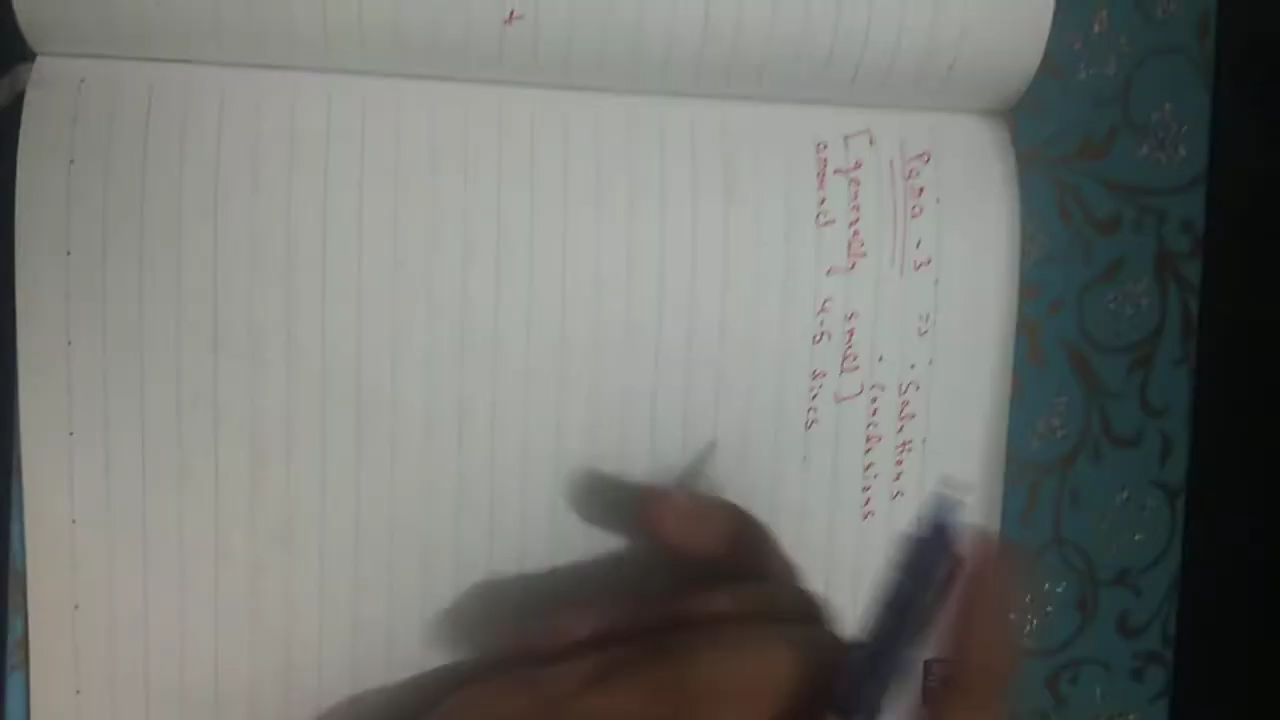 Para - 3 => . Solutions
. Conclusions
[generally small]
around 4-5 lines.